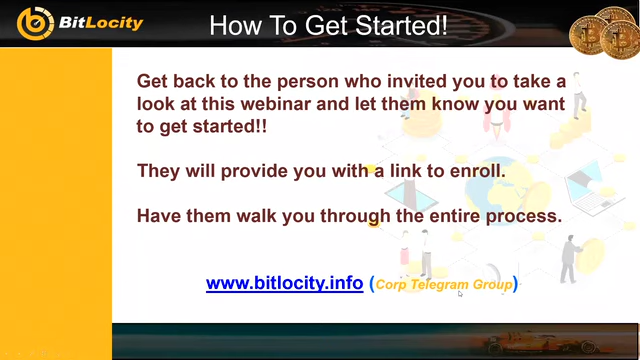 BitLocity
How To Get Started!
Get back to the person who invited you to take a
look at this webinar and let them know you want
to get started!!
They will provide you with a link to enroll.
Have them walk you through the entire process.
www.bitlocity.info (Corp Telegram Group)